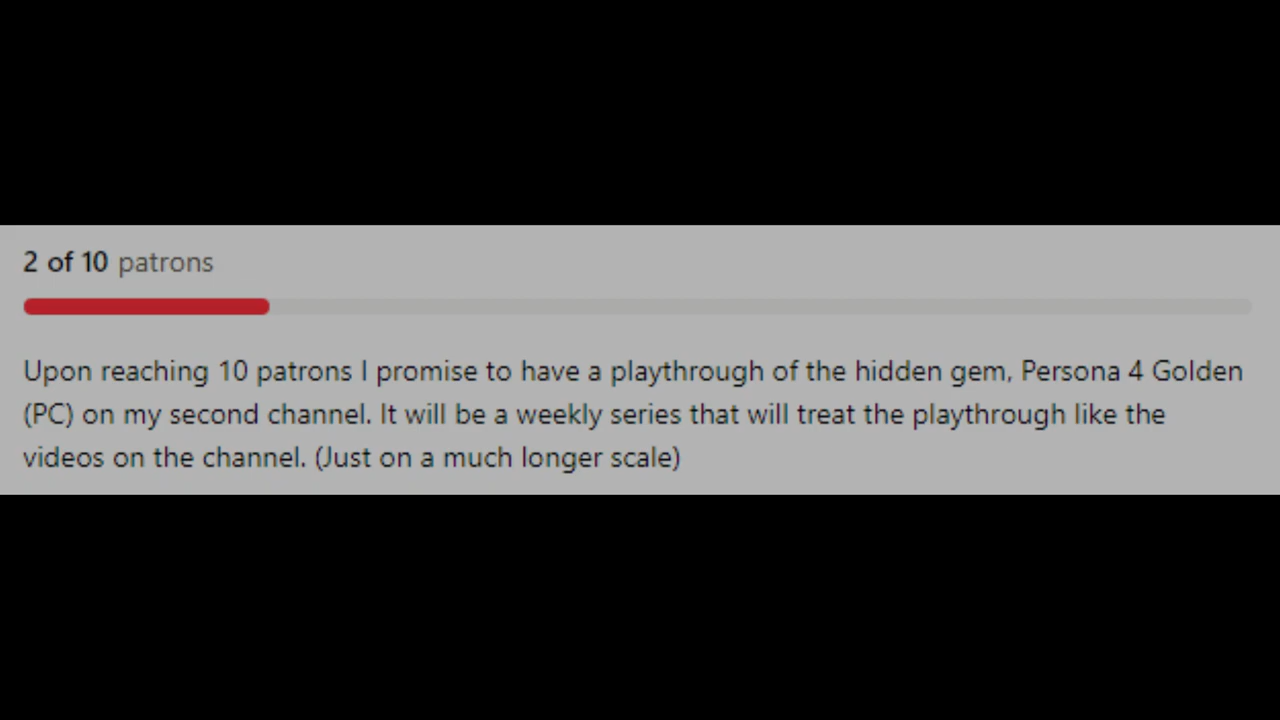 2 of 10 patrons
Upon reaching 10 patrons I promise to have a playthrough of the hidden gem, Persona 4 Golden
(PC) on my second channel. It will be a weekly series that will treat the playthrough like the
videos on the channel. (Just on a much longer scale)